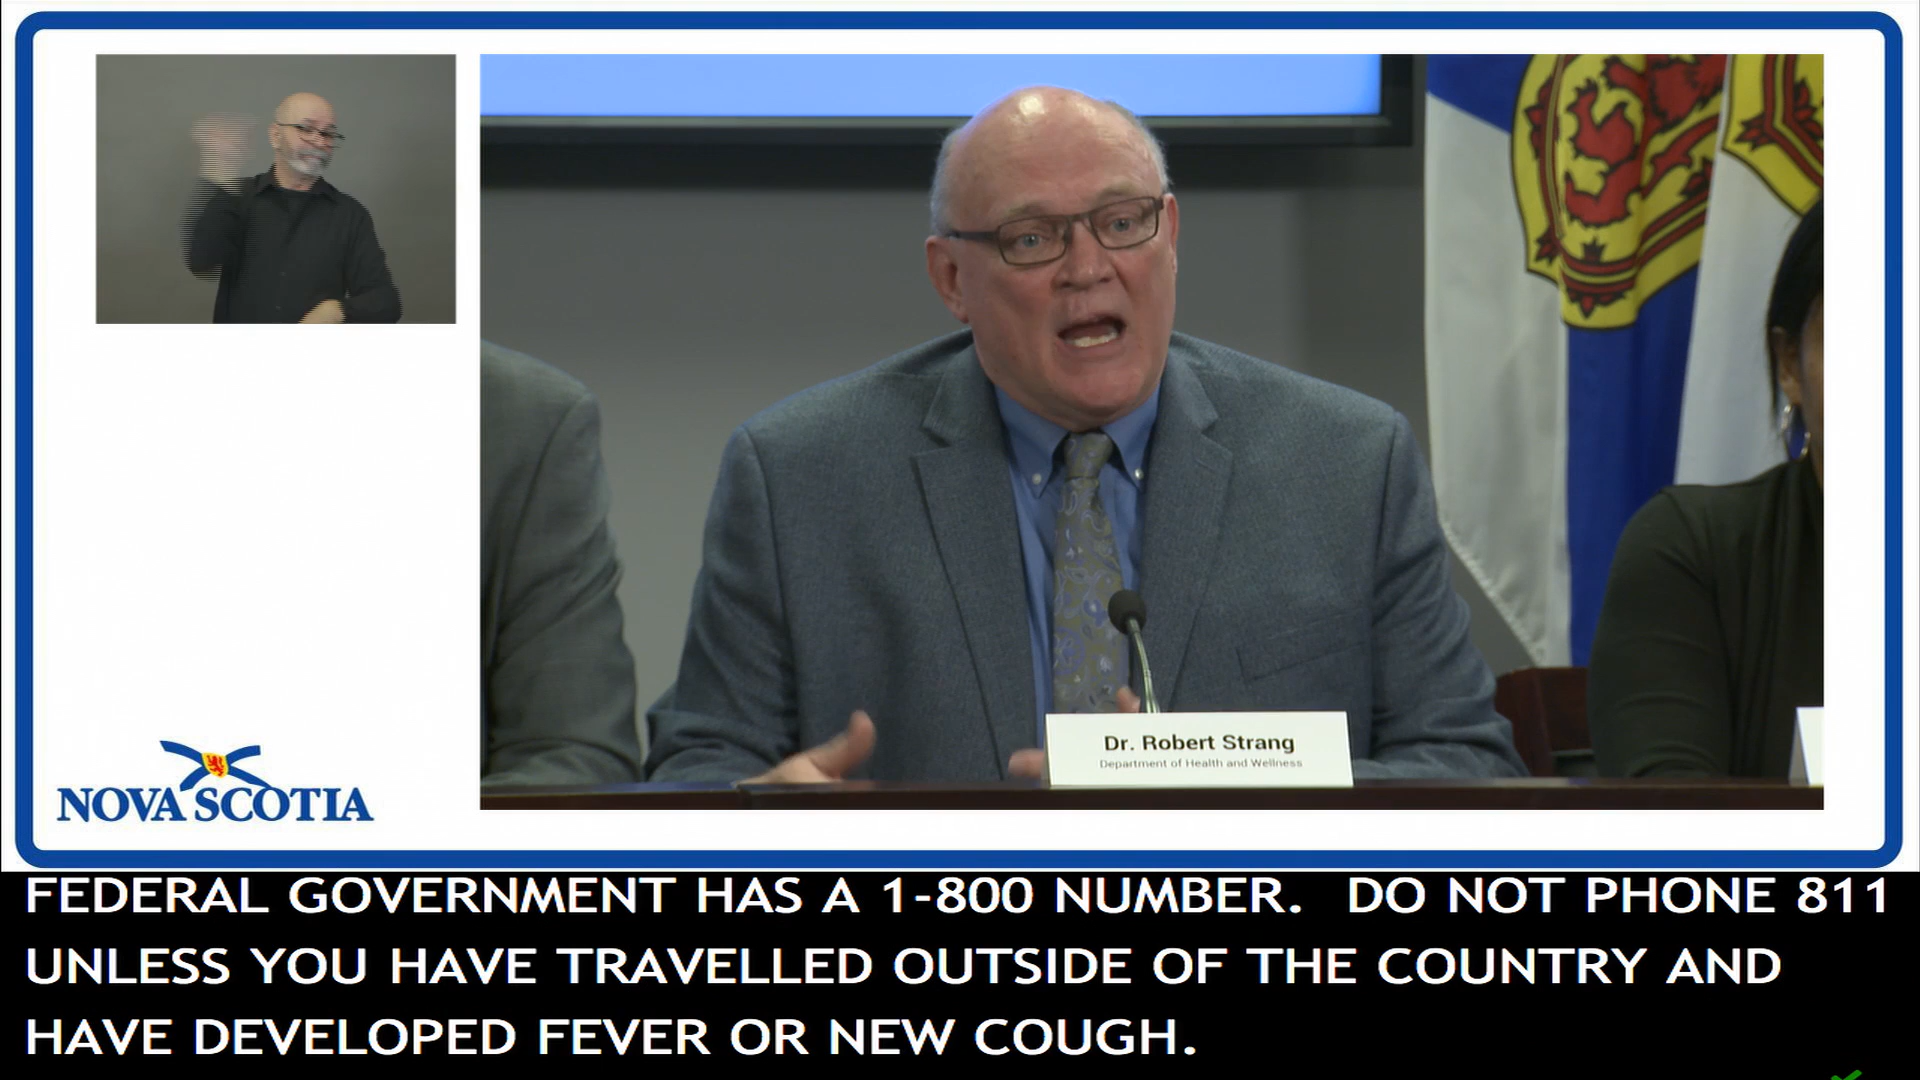 Dr. Robert Strang
Department of Health and Wellness
NOVA SCOTIA
FEDERAL GOVERNMENT HAS A 1-800 NUMBER.  DO NOT PHONE 811
UNLESS YOU HAVE TRAVELLED OUTSIDE OF THE COUNTRY AND
HAVE DEVELOPED FEVER OR NEW COUGH.